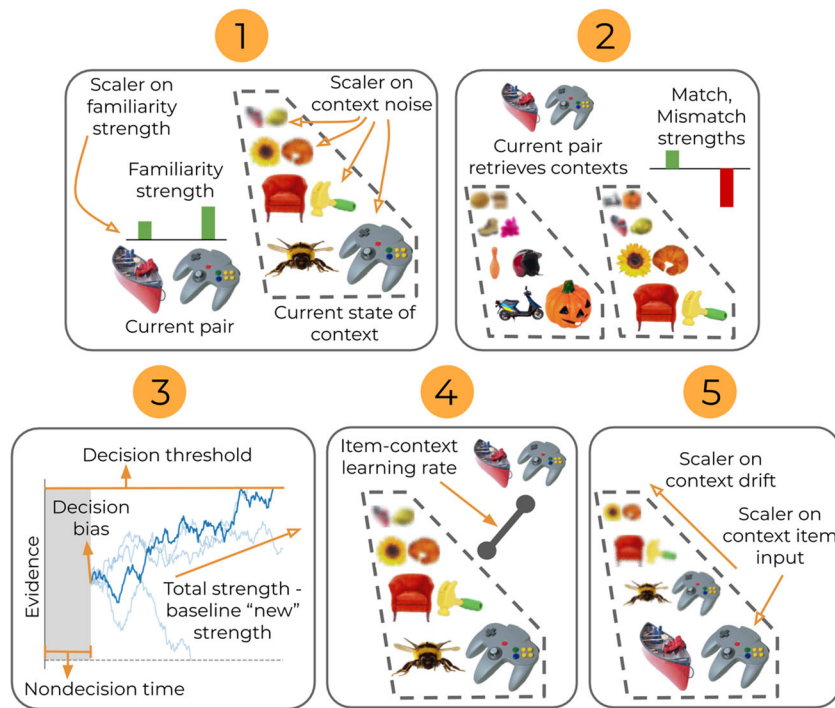 1
Scaler on
familiarity
strength
Scaler on
context noise
Familiarity
strength
Current pair
Current state of
context
2
Current pair
retrieves contexts
Match,
Mismatch
strengths
3
Decision threshold
Decision
bias
Evidence
Total strength -
baseline “new”
strength
Nondecision time
4
Item-context
learning rate
5
Scaler on
context drift
Scaler on
context item
input